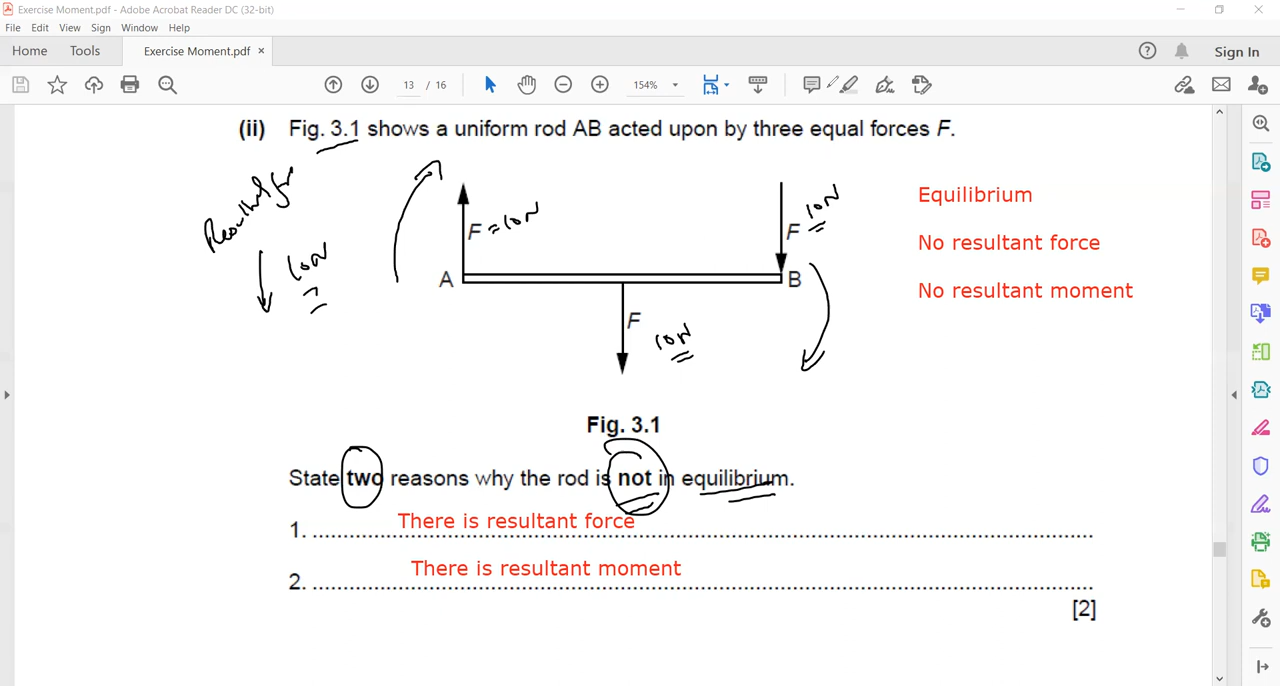 Exercise Moment.pdf - Adobe Acrobat Reader DC (32-bit)
File Edit View Sign Window Help
Home Tools Exercise Moment.pdf × Sign In
13 / 16 154%
(ii) Fig. 3.1 shows a uniform rod AB acted upon by three equal forces F.
Equilibrium
F = 10N
F 10N
10N
No resultant force
A B
No resultant moment
F
10N
Fig. 3.1
State two reasons why the rod is not in equilibrium.
1. There is resultant force
2. There is resultant moment
[2]